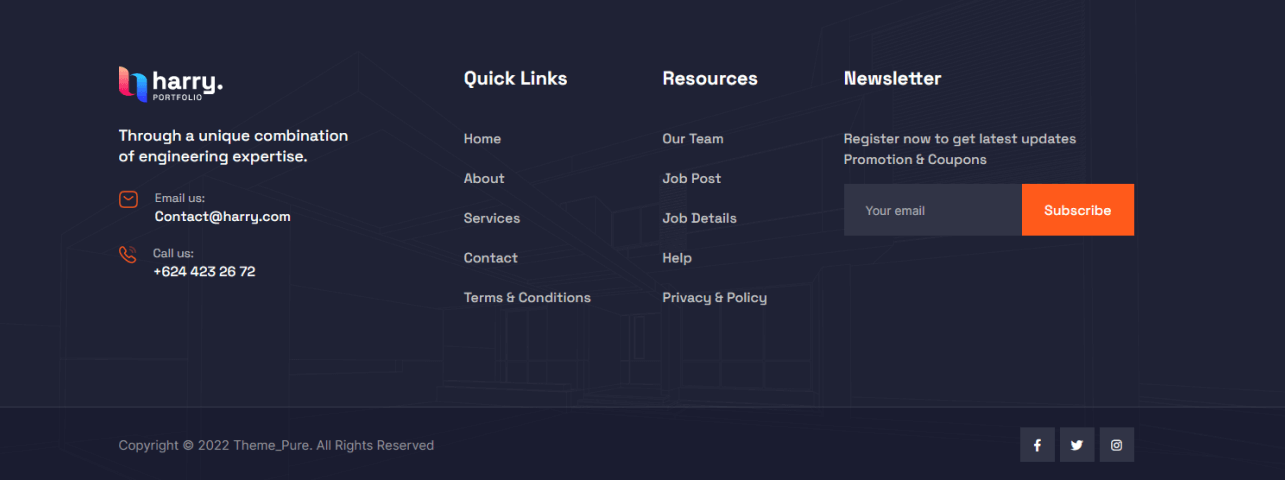 harry.
PORTFOLIO
Through a unique combination
of engineering expertise.
Email us:
Contact@harry.com
Call us:
+624 423 26 72
Quick Links
Home
About
Services
Contact
Terms & Conditions
Resources
Our Team
Job Post
Job Details
Help
Privacy & Policy
Newsletter
Register now to get latest updates
Promotion & Coupons
Your email
Subscribe
Copyright © 2022 Theme_Pure. All Rights Reserved